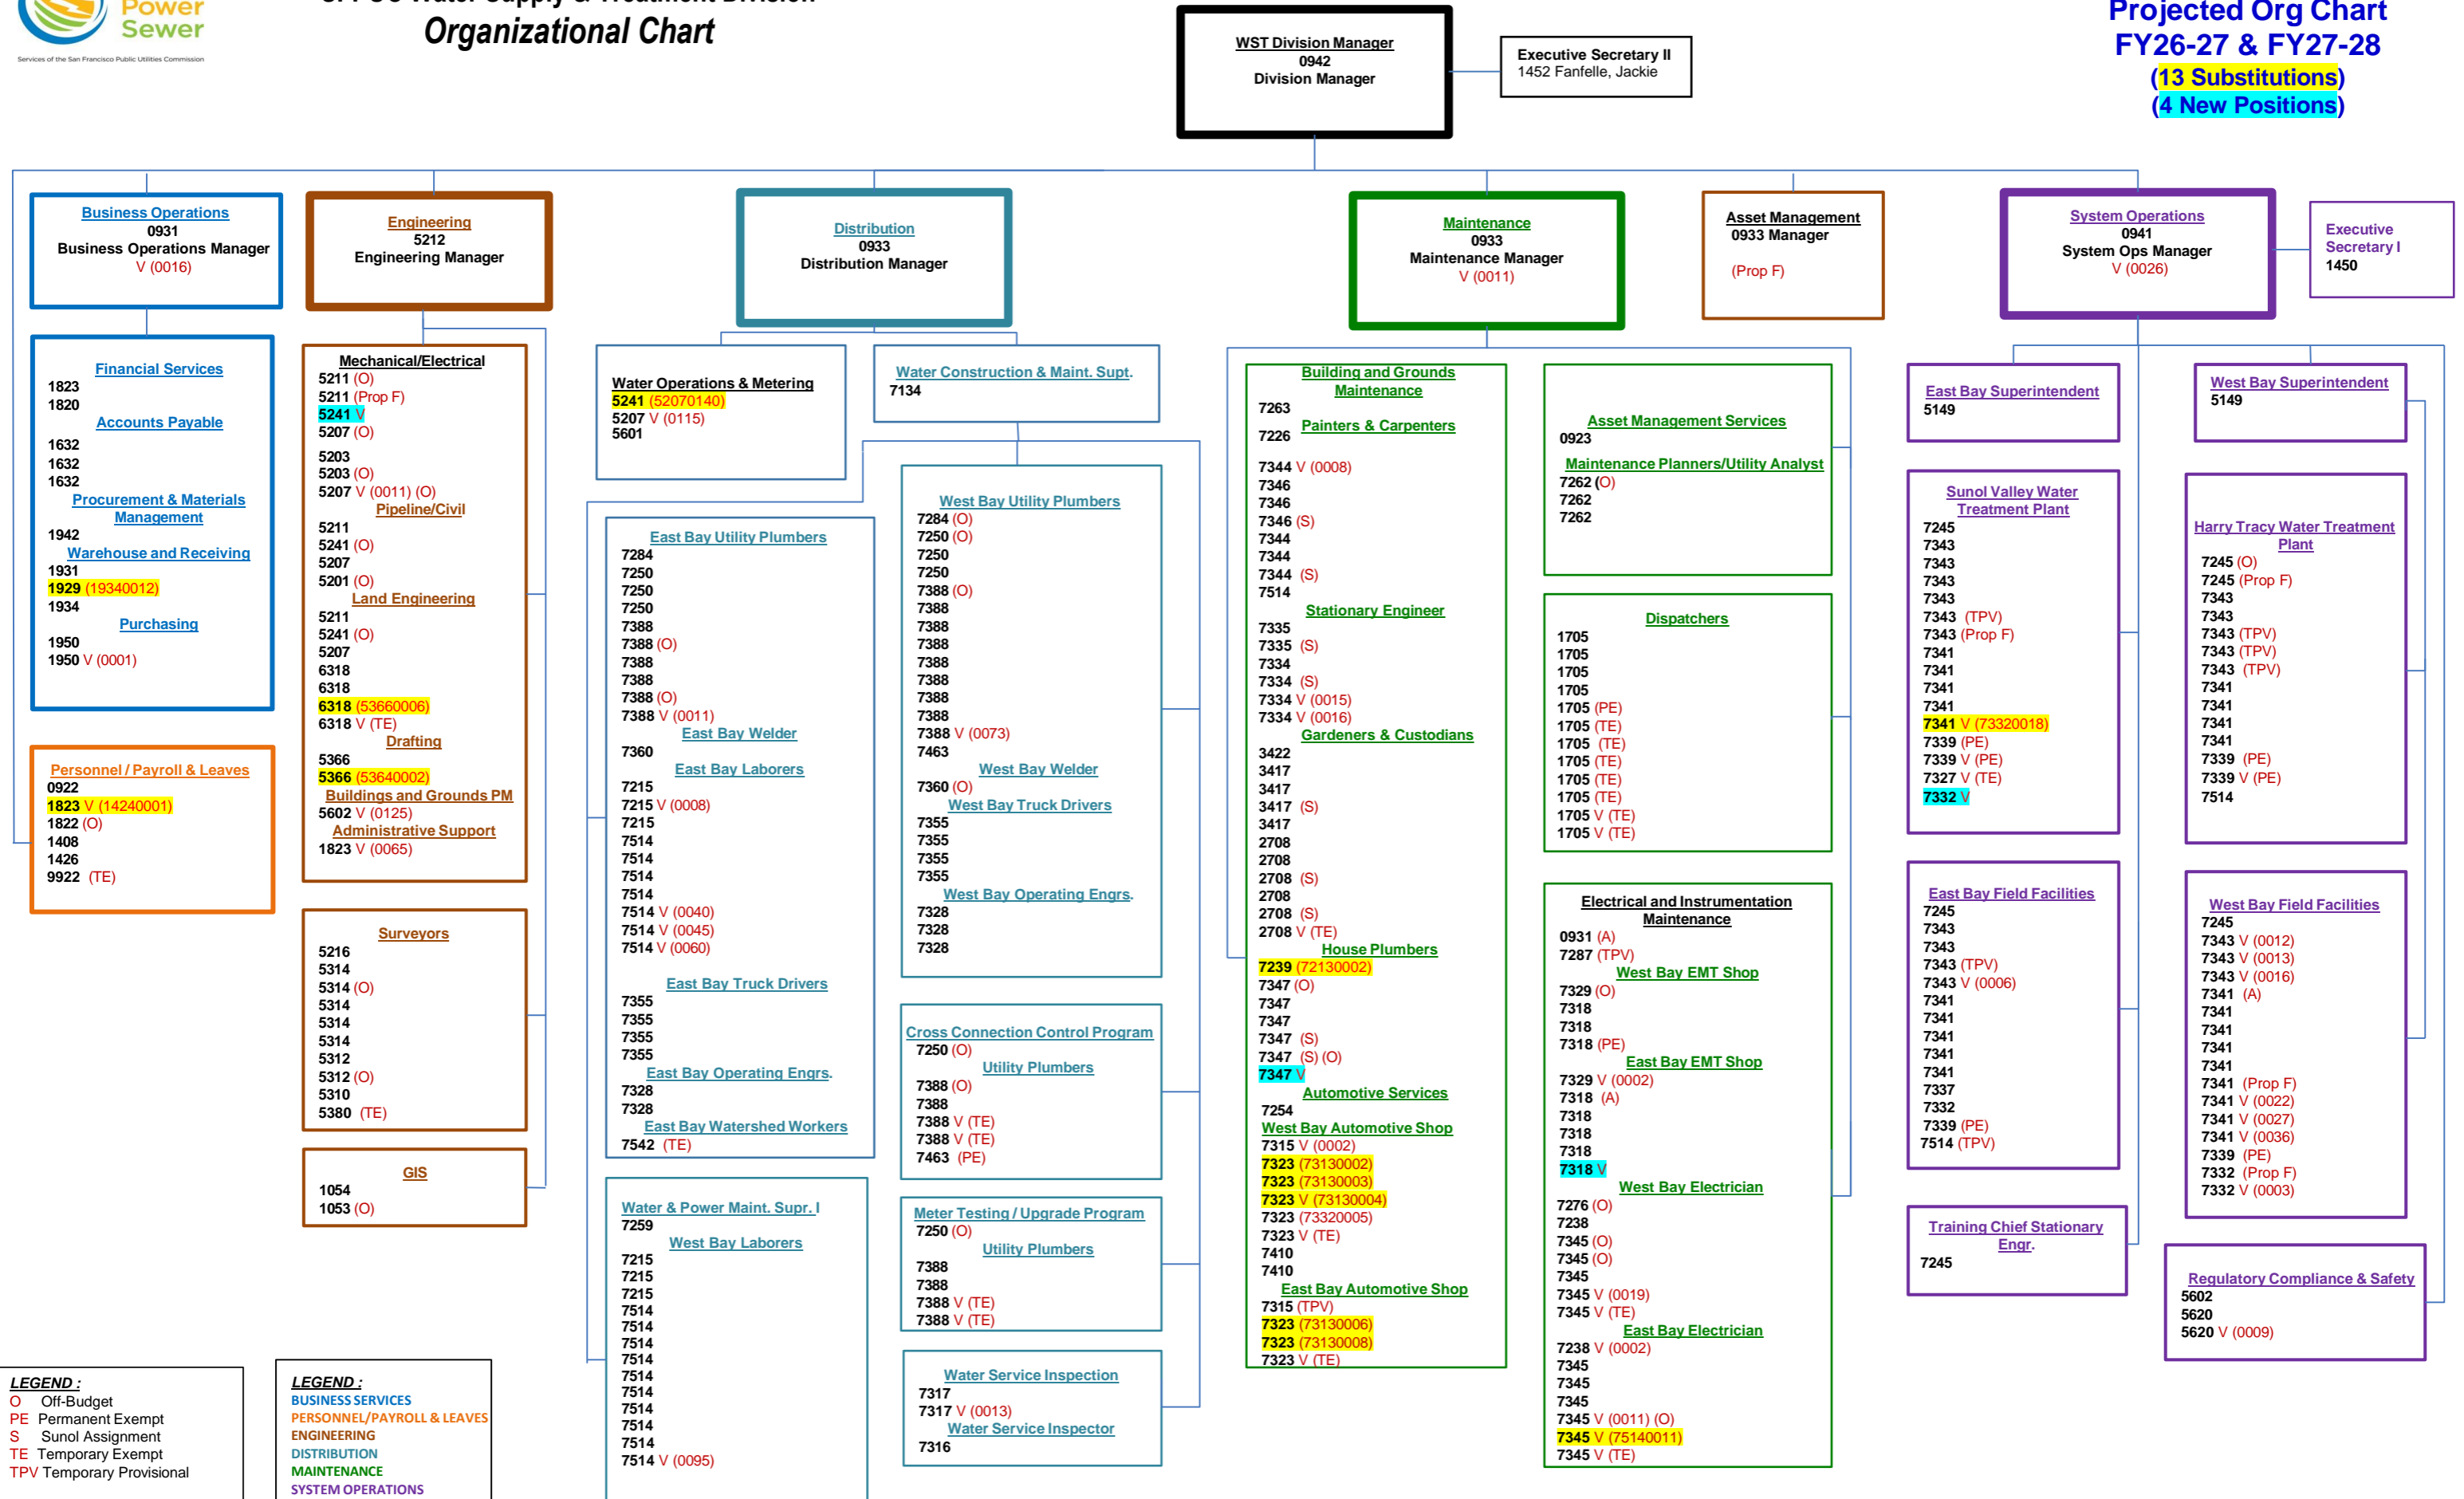 Power
Sewer
Services of the San Francisco Public Utilities Commission
Organizational Chart
Projected Org Chart
FY26-27 & FY27-28
(13 Substitutions)
(4 New Positions)
WST Division Manager
0942
Division Manager
Executive Secretary II
1452 Fanfelle, Jackie
Business Operations
0931
Business Operations Manager
V (0016)
Engineering
5212
Engineering Manager
Distribution
0933
Distribution Manager
Maintenance
0933
Maintenance Manager
V (0011)
Asset Management
0933 Manager
(Prop F)
System Operations
0941
System Ops Manager
V (0026)
Executive
Secretary I
1450
Financial Services
1823
1820
Accounts Payable
1632
1632
1632
Procurement & Materials
Management
1942
Warehouse and Receiving
1931
1929 (19340012)
1934
Purchasing
1950
1950 V (0001)
Personnel / Payroll & Leaves
0922
1823 V (14240001)
1822 (O)
1408
1426
9922 (TE)
Mechanical/Electrical
5211 (O)
5211 (Prop F)
5241 V
5207 (O)
5203
5203 (O)
5207 V (0011) (O)
Pipeline/Civil
5211
5241 (O)
5207
5201 (O)
Land Engineering
5211
5241 (O)
5207
6318
6318
6318 (53660006)
6318 V (TE)
Drafting
5366
5366 (53640002)
Buildings and Grounds PM
5602 V (0125)
Administrative Support
1823 V (0065)
Surveyors
5216
5314
5314 (O)
5314
5314
5314
5312
5312 (O)
5310
5380 (TE)
GIS
1054
1053 (O)
Water Operations & Metering
5241 (52070140)
5207 V (0115)
5601
Water Construction & Maint. Supt.
7134
East Bay Utility Plumbers
7284
7250
7250
7250
7388
7388 (O)
7388
7388
7388 (O)
7388 V (0011)
East Bay Welder
7360
East Bay Laborers
7215
7215 V (0008)
7215
7514
7514
7514
7514
7514 V (0040)
7514 V (0045)
7514 V (0060)
East Bay Truck Drivers
7355
7355
7355
7355
East Bay Operating Engrs.
7328
7328
East Bay Watershed Workers
7542 (TE)
Water & Power Maint. Supr. I
7259
West Bay Laborers
7215
7215
7215
7514
7514
7514
7514
7514
7514
7514
7514
7514
7514 V (0095)
West Bay Utility Plumbers
7284 (O)
7250 (O)
7250
7250
7388 (O)
7388
7388
7388
7388
7388
7388
7388
7388 V (0073)
7463
West Bay Welder
7360 (O)
West Bay Truck Drivers
7355
7355
7355
7355
West Bay Operating Engrs.
7328
7328
7328
Cross Connection Control Program
7250 (O)
Utility Plumbers
7388 (O)
7388
7388 V (TE)
7388 V (TE)
7463 (PE)
Meter Testing / Upgrade Program
7250 (O)
Utility Plumbers
7388
7388
7388 V (TE)
7388 V (TE)
Water Service Inspection
7317
7317 V (0013)
Water Service Inspector
7316
Building and Grounds
Maintenance
7263
Painters & Carpenters
7226
7344 V (0008)
7346
7346
7346 (S)
7344
7344
7344 (S)
7514
Stationary Engineer
7335
7335 (S)
7334
7334 (S)
7334 V (0015)
7334 V (0016)
Gardeners & Custodians
3422
3417
3417
3417 (S)
3417
2708
2708
2708 (S)
2708
2708 (S)
2708 V (TE)
House Plumbers
7239 (72130002)
7347 (O)
7347
7347
7347 (S)
7347 (S) (O)
7347 V
Automotive Services
7254
West Bay Automotive Shop
7315 V (0002)
7323 (73130002)
7323 (73130003)
7323 V (73130004)
7323 (73320005)
7323 V (TE)
7410
7410
East Bay Automotive Shop
7315 (TPV)
7323 (73130006)
7323 (73130008)
7323 V (TE)
Asset Management Services
0923
Maintenance Planners/Utility Analyst
7262 (O)
7262
7262
Dispatchers
1705
1705
1705
1705
1705 (PE)
1705 (TE)
1705 (TE)
1705 (TE)
1705 (TE)
1705 (TE)
1705 V (TE)
1705 V (TE)
Electrical and Instrumentation
Maintenance
0931 (A)
7287 (TPV)
West Bay EMT Shop
7329 (O)
7318
7318
7318 (PE)
East Bay EMT Shop
7329 V (0002)
7318 (A)
7318
7318
7318
7318 V
West Bay Electrician
7276 (O)
7238
7345 (O)
7345 (O)
7345
7345 V (0019)
7345 V (TE)
East Bay Electrician
7238 V (0002)
7345
7345
7345
7345 V (0011) (O)
7345 V (75140011)
7345 V (TE)
East Bay Superintendent
5149
West Bay Superintendent
5149
Sunol Valley Water
Treatment Plant
7245
7343
7343
7343
7343
7343 (TPV)
7343 (Prop F)
7341
7341
7341
7341
7341 V (73320018)
7339 (PE)
7339 V (PE)
7327 V (TE)
7332 V
Harry Tracy Water Treatment
Plant
7245 (O)
7245 (Prop F)
7343
7343
7343 (TPV)
7343 (TPV)
7343 (TPV)
7341
7341
7341
7341
7339 (PE)
7339 V (PE)
7514
East Bay Field Facilities
7245
7343
7343
7343 (TPV)
7343 V (0006)
7341
7341
7341
7341
7341
7337
7332
7339 (PE)
7514 (TPV)
West Bay Field Facilities
7245
7343 V (0012)
7343 V (0013)
7343 V (0016)
7341 (A)
7341
7341
7341
7341
7341 (Prop F)
7341 V (0022)
7341 V (0027)
7341 V (0036)
7339 (PE)
7332 (Prop F)
7332 V (0003)
Training Chief Stationary
Engr.
7245
Regulatory Compliance & Safety
5602
5620
5620 V (0009)
LEGEND :
O Off-Budget
PE Permanent Exempt
S Sunol Assignment
TE Temporary Exempt
TPV Temporary Provisional
LEGEND :
BUSINESS SERVICES
PERSONNEL/PAYROLL & LEAVES
ENGINEERING
DISTRIBUTION
MAINTENANCE
SYSTEM OPERATIONS